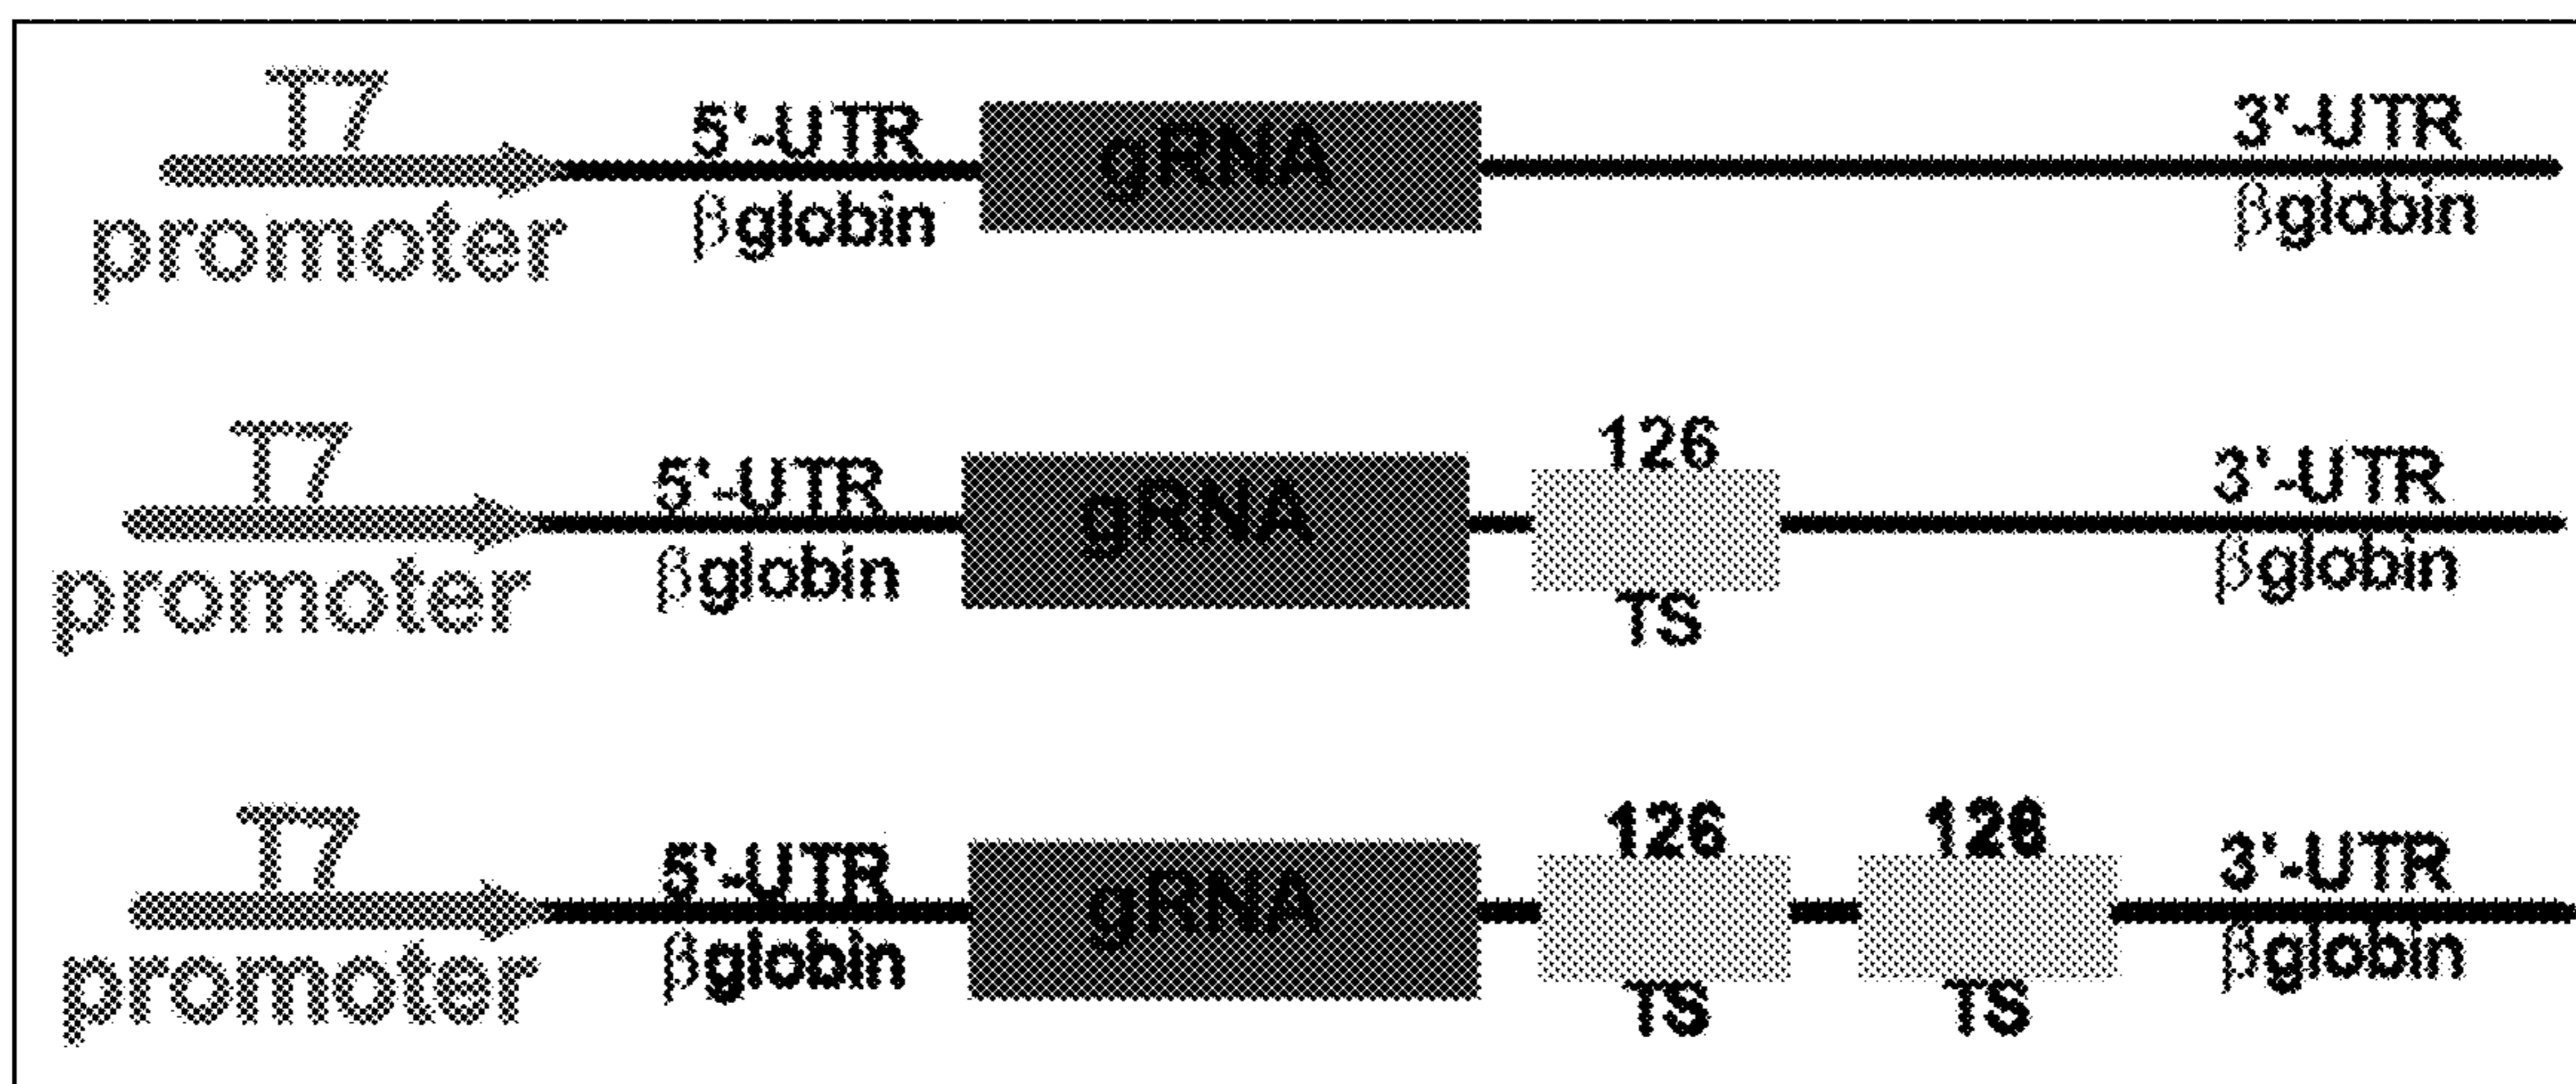 T7
promoter
5'-UTR
βglobin
gRNA
3'-UTR
βglobin
T7
promoter
5'-UTR
βglobin
gRNA
126
TS
3'-UTR
βglobin
T7
promoter
5'-UTR
βglobin
gRNA
126
TS
TS
3'-UTR
βglobin